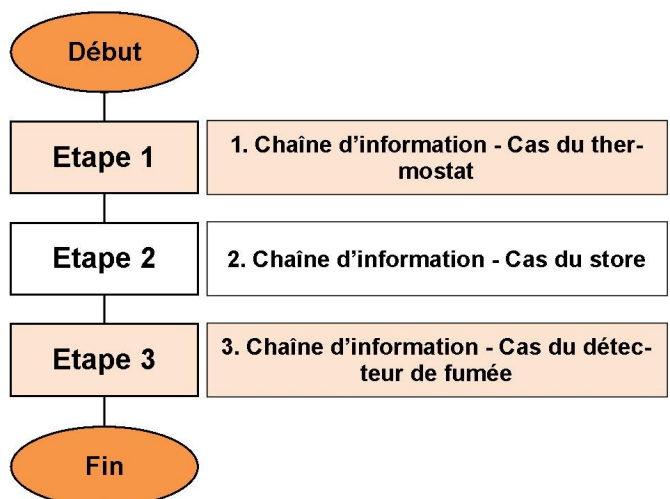 Début
Etape 1
1. Chaîne d'information - Cas du ther-
mostat
Etape 2
2. Chaîne d'information - Cas du store
Etape 3
3. Chaîne d'information - Cas du détec-
teur de fumée
Fin